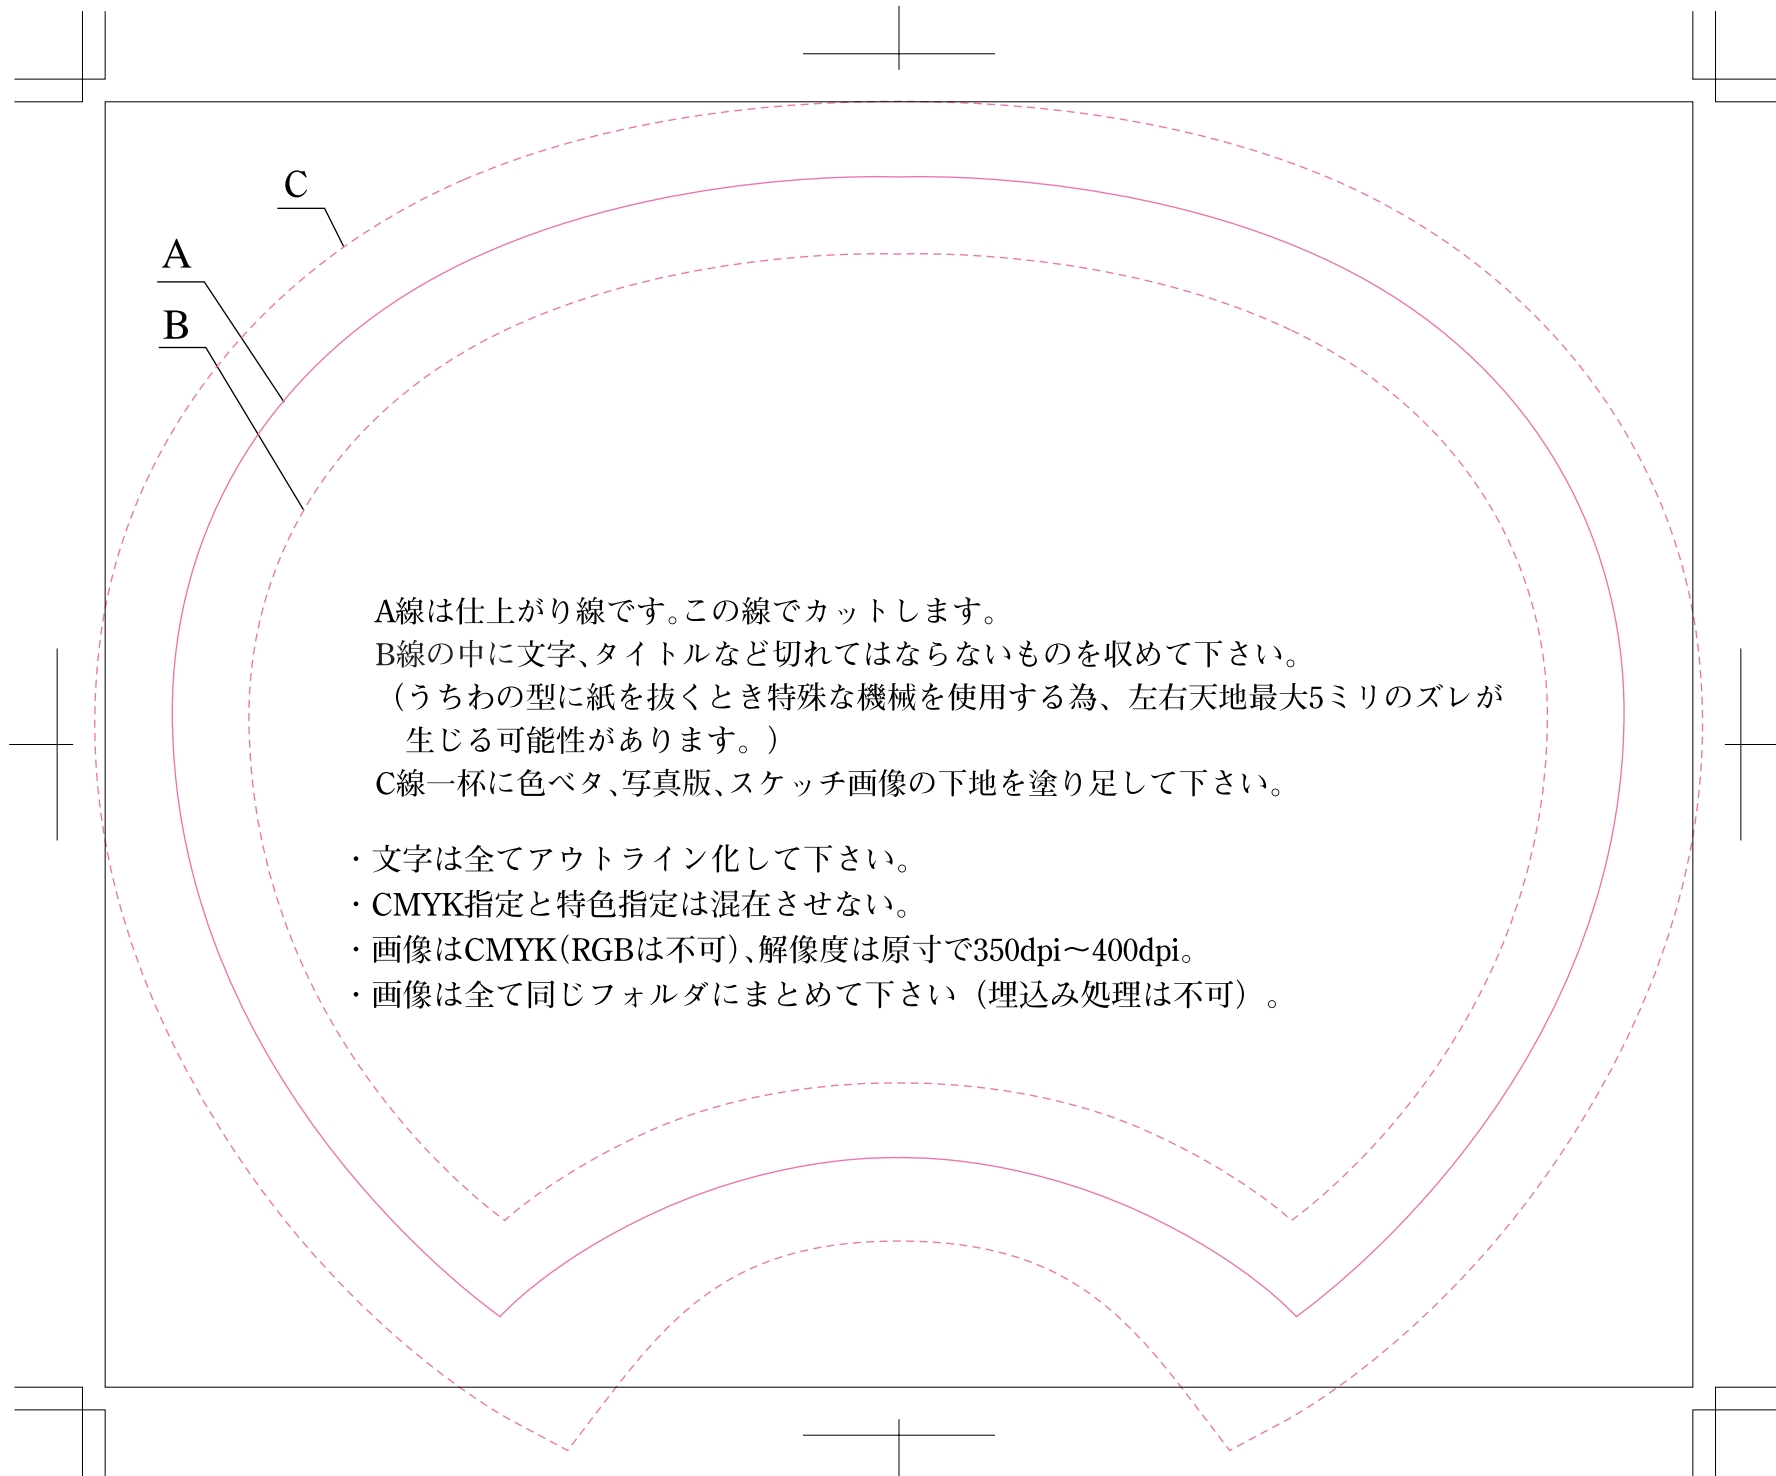 C
A
B
A線は仕上がり線です。この線でカットします。
B線の中に文字、タイトルなど切れてはならないものを収めて下さい。
（うちわの型に紙を抜くとき特殊な機械を使用する為、左右天地最大5ミリのズレが
生じる可能性があります。）
C線一杯に色ベタ、写真版、スケッチ画像の下地を塗り足して下さい。
・文字は全てアウトライン化して下さい。
・CMYK指定と特色指定は混在させない。
・画像はCMYK（RGBは不可）、解像度は原寸で350dpi〜400dpi。
・画像は全て同じフォルダにまとめて下さい（埋込み処理は不可）。